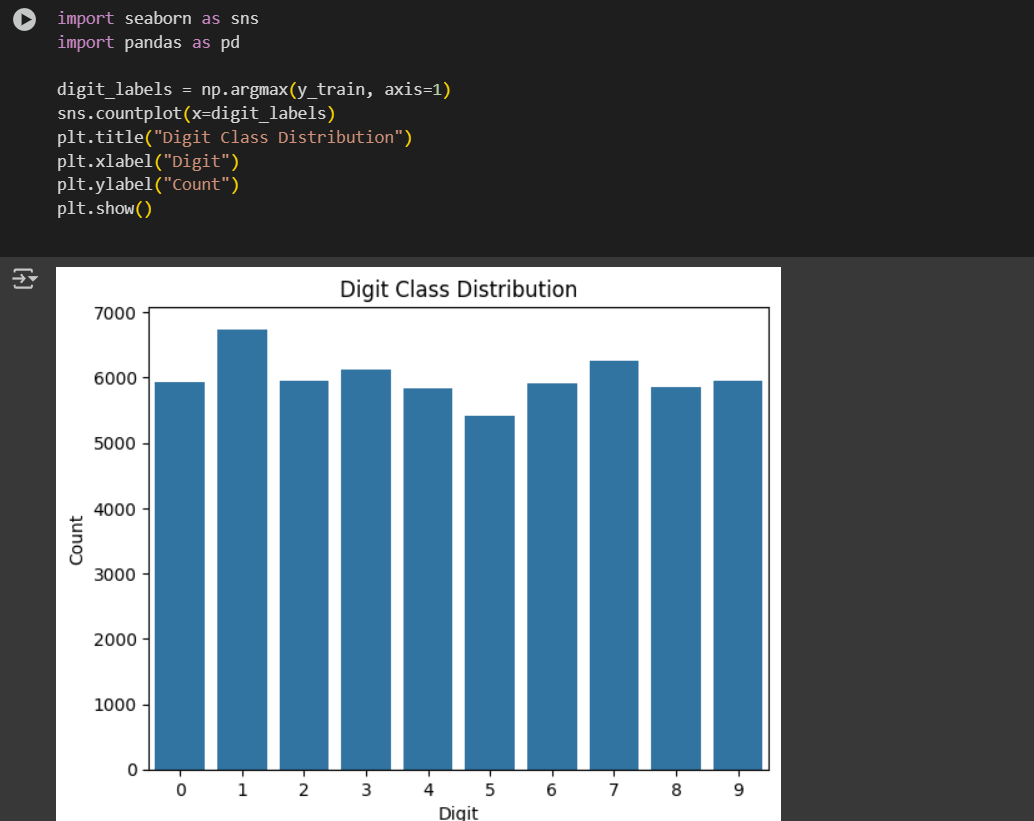 import seaborn as sns
import pandas as pd
digit_labels = np.argmax(y_train, axis=1)
sns.countplot(x=digit_labels)
plt.title("Digit Class Distribution")
plt.xlabel("Digit")
plt.ylabel("Count")
plt.show()
Digit Class Distribution
7000
6000
5000
4000
3000
2000
1000
0
Count
0 1 2 3 4 5 6 7 8 9
Digit